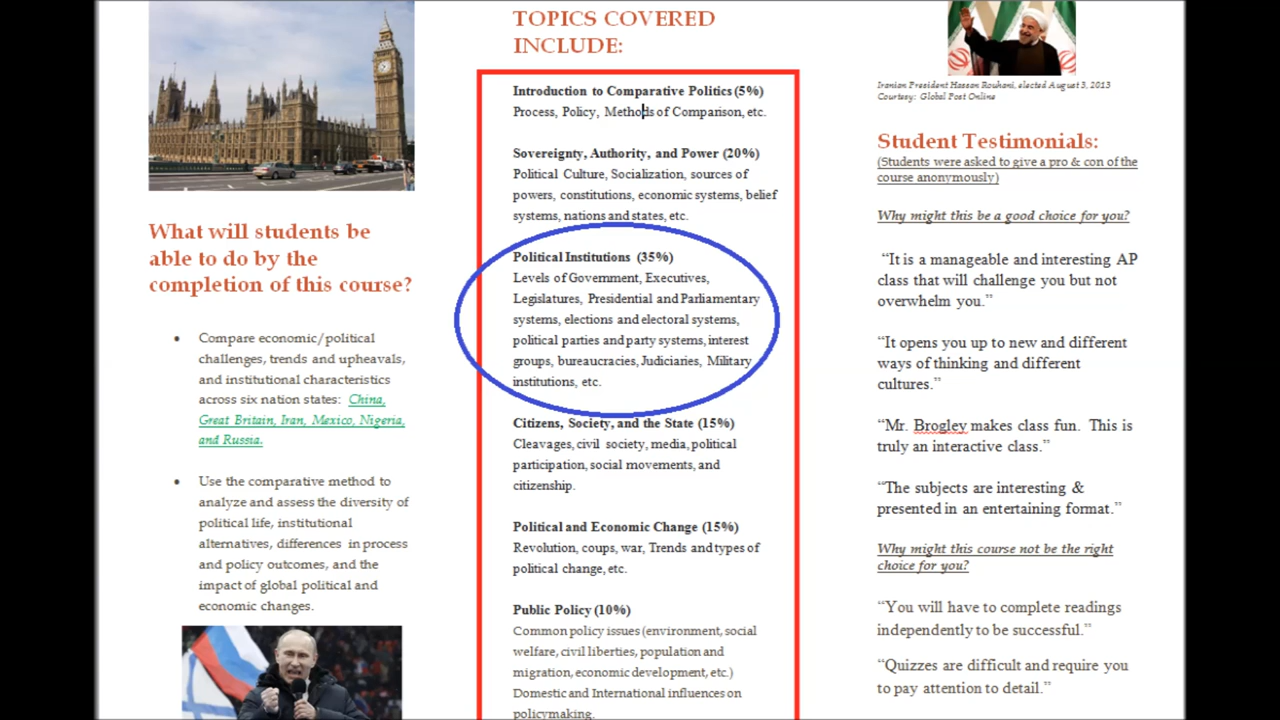 What will students be
able to do by the
completion of this course?
• Compare economic/political
challenges, trends and upheavals,
and institutional characteristics
across six nation states: China,
Great Britain, Iran, Mexico, Nigeria,
and Russia.
• Use the comparative method to
analyze and assess the diversity of
political life, institutional
alternatives, differences in process
and policy outcomes, and the
impact of global political and
economic changes.
TOPICS COVERED
INCLUDE:
Introduction to Comparative Politics (5%)
Process, Policy, Methods of Comparison, etc.
Sovereignty, Authority, and Power (20%)
Political Culture, Socialization, sources of
powers, constitutions, economic systems, belief
systems, nations and states, etc.
Political Institutions (35%)
Levels of Government, Executives,
Legislatures, Presidential and Parliamentary
systems, elections and electoral systems,
political parties and party systems, interest
groups, bureaucracies, Judiciaries, Military
institutions, etc.
Citizens, Society, and the State (15%)
Cleavages, civil society, media, political
participation, social movements, and
citizenship.
Political and Economic Change (15%)
Revolution, coups, war, Trends and types of
political change, etc.
Public Policy (10%)
Common policy issues (environment, social
welfare, civil liberties, population and
migration, economic development, etc.)
Domestic and International influences on
policymaking.
Iranian President Hassan Rouhani, elected August 3, 2013
Courtesy: Global Post Online
Student Testimonials:
(Students were asked to give a pro & con of the
course anonymously)
Why might this be a good choice for you?
“It is a manageable and interesting AP
class that will challenge you but not
overwhelm you.”
“It opens you up to new and different
ways of thinking and different
cultures.”
“Mr. Brogley makes class fun. This is
truly an interactive class.”
“The subjects are interesting &
presented in an entertaining format.”
Why might this course not be the right
choice for you?
“You will have to complete readings
independently to be successful.”
“Quizzes are difficult and require you
to pay attention to detail.”